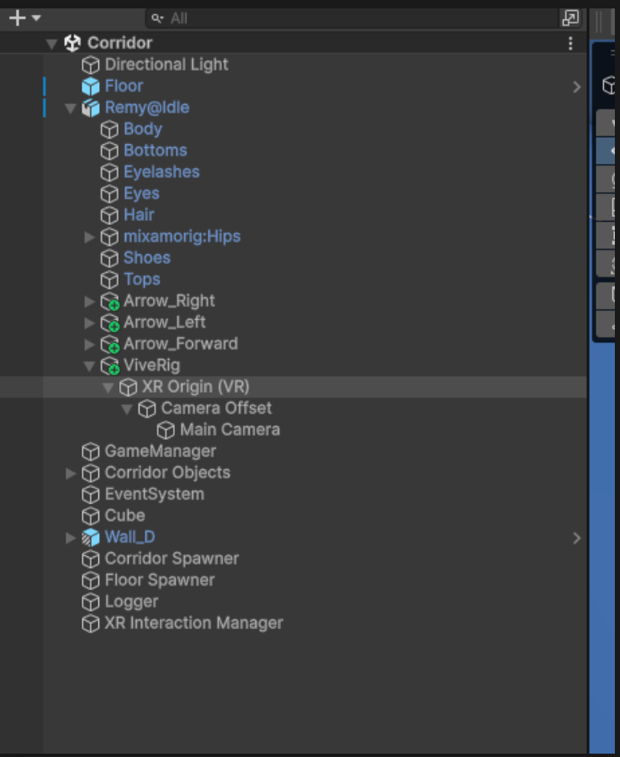 All
Corridor
Directional Light
Floor
Remy@Idle
Body
Bottoms
Eyelashes
Eyes
Hair
mixamorig:Hips
Shoes
Tops
Arrow_Right
Arrow_Left
Arrow_Forward
ViveRig
XR Origin (VR)
Camera Offset
Main Camera
GameManager
Corridor Objects
EventSystem
Cube
Wall_D
Corridor Spawner
Floor Spawner
Logger
XR Interaction Manager